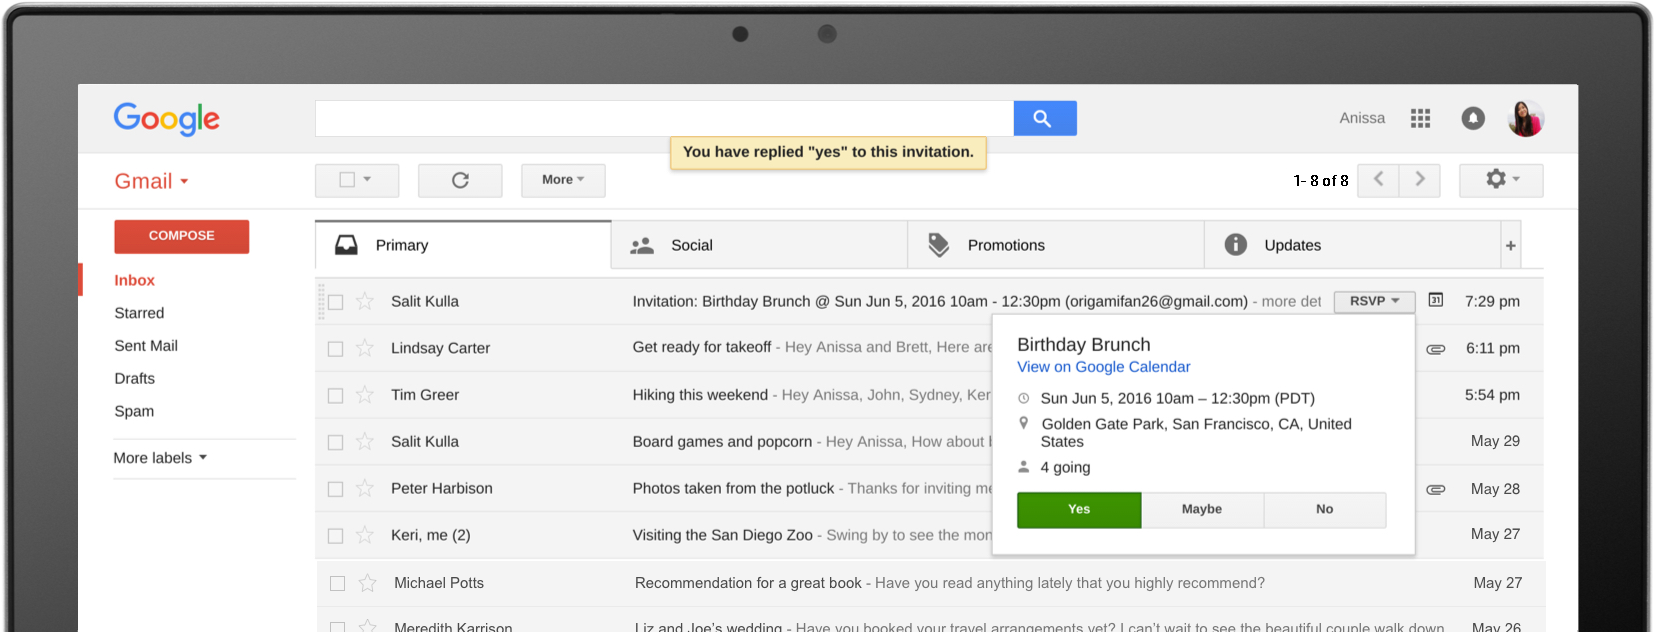 Google
Anissa
You have replied "yes" to this invitation.
Gmail
More
1-8 of 8
COMPOSE
Primary
Social
Promotions
Updates
+
Inbox
Starred
Sent Mail
Drafts
Spam
More labels
Salit Kulla Invitation: Birthday Brunch @ Sun Jun 5, 2016 10am - 12:30pm (origamifan26@gmail.com) - more det RSVP 31 7:29 pm
Lindsay Carter Get ready for takeoff - Hey Anissa and Brett, Here are 6:11 pm
Tim Greer Hiking this weekend - Hey Anissa, John, Sydney, Ker 5:54 pm
Salit Kulla Board games and popcorn - Hey Anissa, How about May 29
Peter Harbison Photos taken from the potluck - Thanks for inviting me May 28
Keri, me (2) Visiting the San Diego Zoo - Swing by to see the mon May 27
Michael Potts Recommendation for a great book - Have you read anything lately that you highly recommend? May 27
Meredith Karrison Liz and Joe's wedding - Have you booked your travel arrangements yet? I can't wait to see the beautiful couple walk down May 26
Birthday Brunch
View on Google Calendar
Sun Jun 5, 2016 10am – 12:30pm (PDT)
Golden Gate Park, San Francisco, CA, United
States
4 going
Yes
Maybe
No